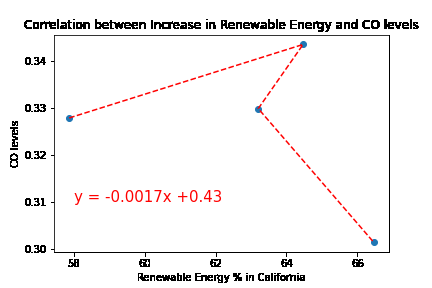 Correlation between Increase in Renewable Energy and CO levels
0.34
0.33
0.32
0.31
0.30
CO levels
y = -0.0017x +0.43
58 60 62 64 66
Renewable Energy % in California